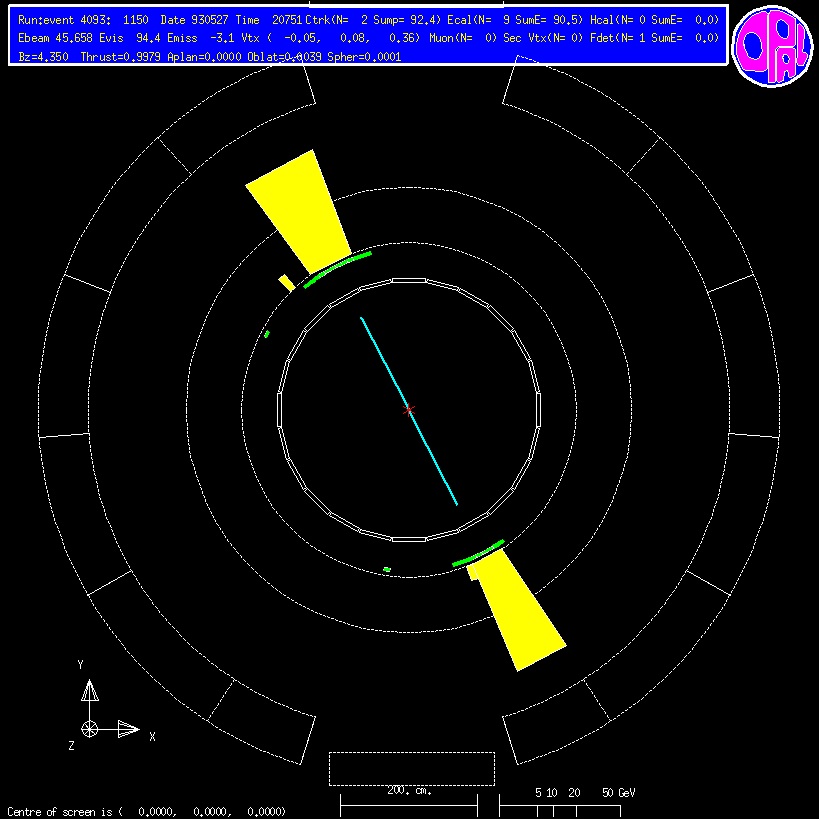 Run:event 4093: 1150 Date 930527 Time 20751 Ctrk(N= 2 Sump= 92.4) Ecal(N= 9 SumE= 90.5) Hcal(N= 0 SumE= 0.0)
Ebeam 45.658 Evis 94.4 Emiss -3.1 Vtx ( -0.05, 0.08, 0.36) Muon(N= 0) Sec Vtx(N= 0) Fdet(N= 1 SumE= 0.0)
Bz=4.350 Thrust=0.9979 Aplan=0.0000 Oblat=0.0039 Spher=0.0001
OPAL
Y
Z X
200. cm.
5 10 20 50 GeV
Centre of screen is ( 0.0000, 0.0000, 0.0000)